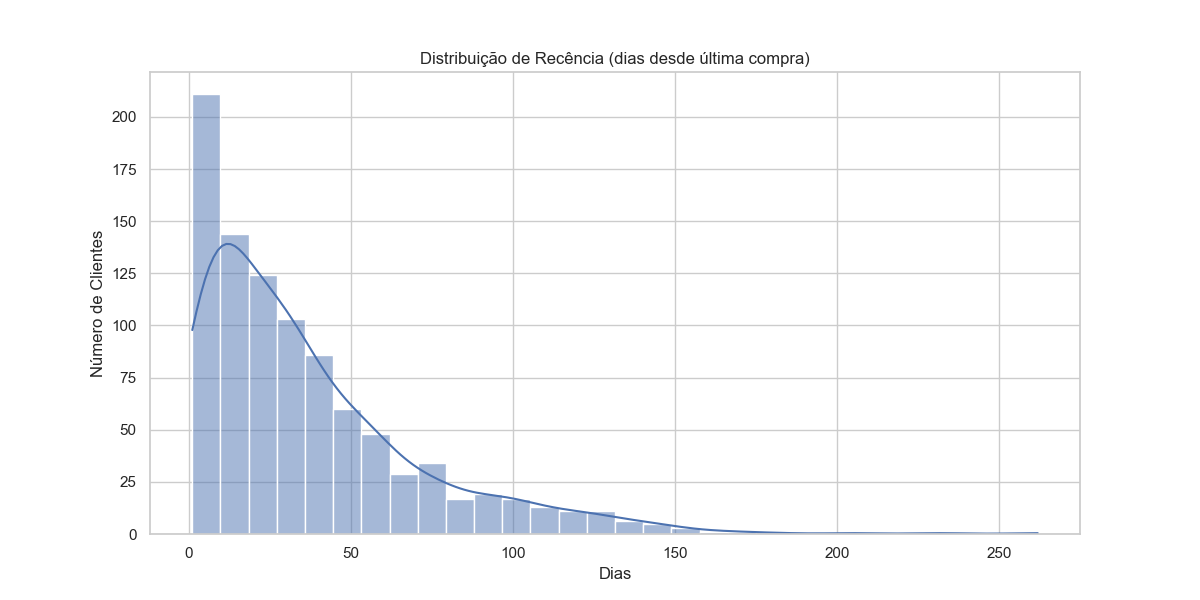 Distribuição de Recência (dias desde última compra)
Número de Clientes
200
175
150
125
100
75
50
25
0
0 50 100 150 200 250
Dias